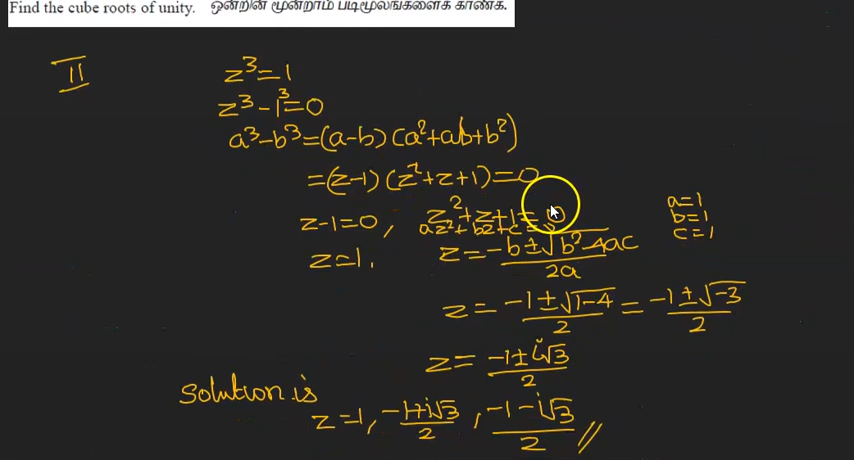 Find the cube roots of unity. ஒன்றின் மூன்றாம் படிமூலங்களைக் காண்க.
II
z³=1
z³-1³=0
a³-b³=(a-b)(a²+ab+b²)
=(z-1)(z²+z+1)=0
z-1=0, z²+z+1=0
az²+bz+c=0
a=1
b=1
c=1
z=1. z=-b±√b²-4ac/2a
z=-1±√1-4/2=-1±√-3/2
z=-1±i√3/2
Solution is
z=1, -1+i√3/2, -1-i√3/2 //